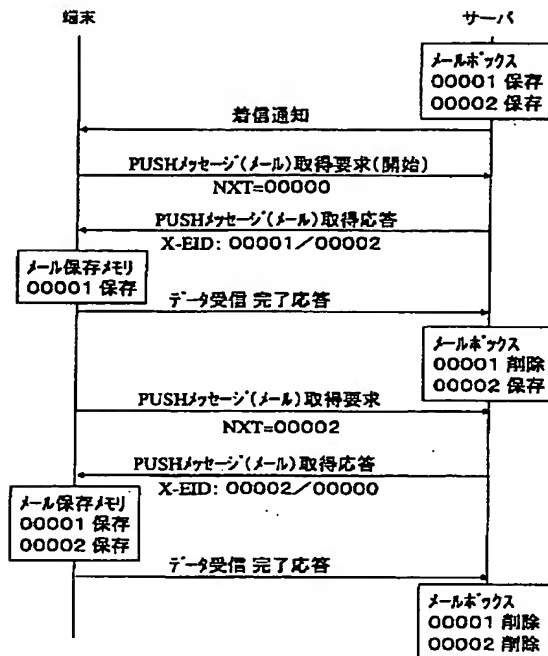 端末
サーバ
メールボックス
00001 保存
00002 保存
着信通知
PUSHメッセージ(メール)取得要求(開始)
NXT=00000
PUSHメッセージ(メール)取得応答
X-EID: 00001/00002
メール保存メモリ
00001 保存
データ受信 完了応答
メールボックス
00001 削除
00002 保存
PUSHメッセージ(メール)取得要求
NXT=00002
PUSHメッセージ(メール)取得応答
X-EID: 00002/00000
メール保存メモリ
00001 保存
00002 保存
データ受信 完了応答
メールボックス
00001 削除
00002 削除